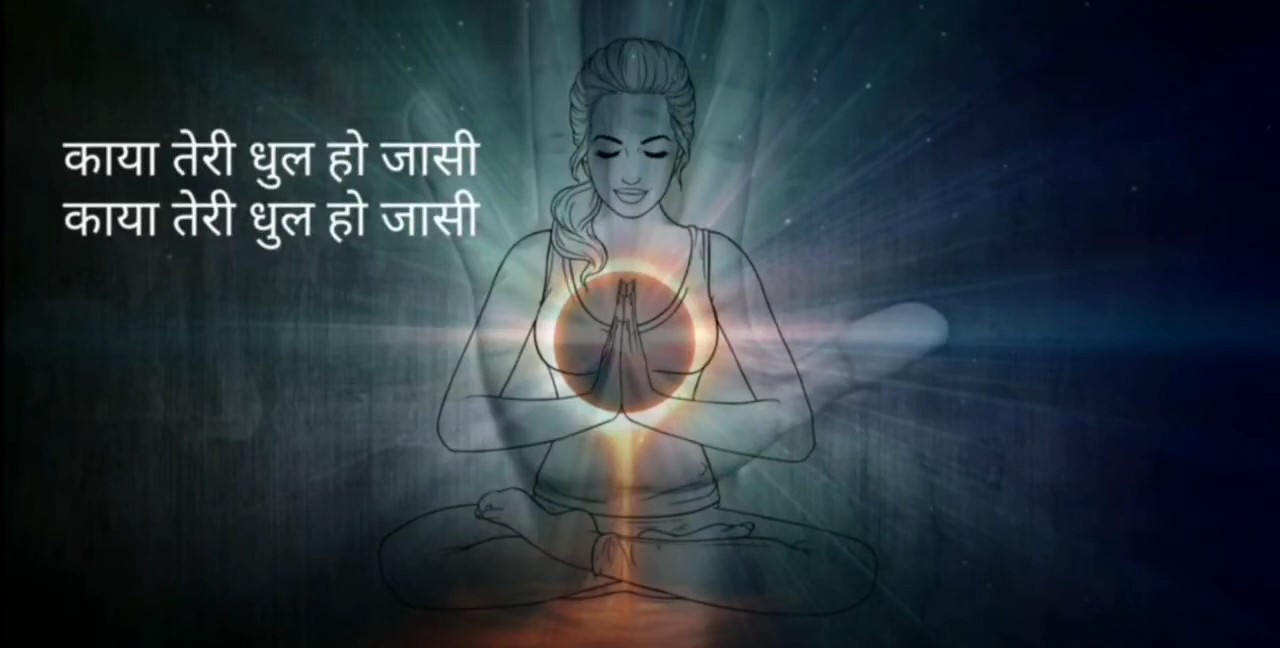 काया तेरी धुल हो जासी
काया तेरी धुल हो जासी